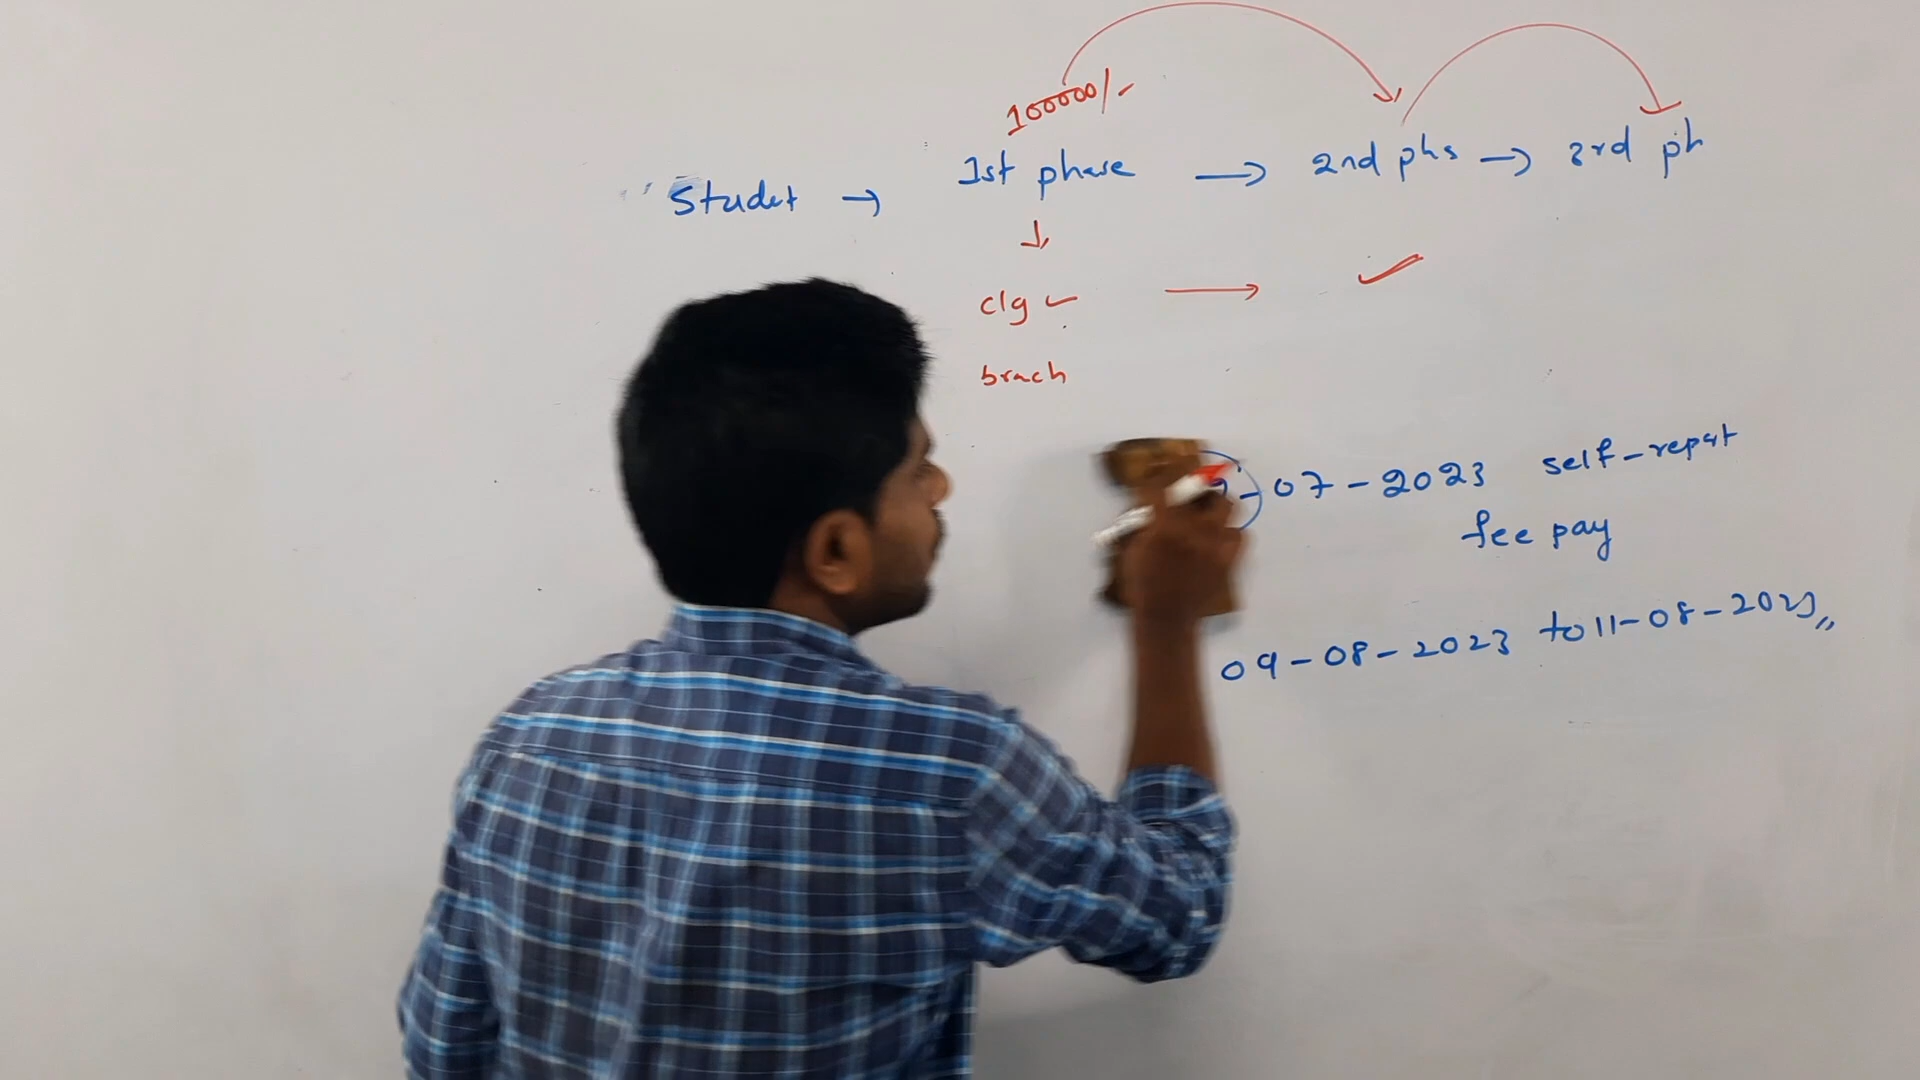 100000/-
Studet → 1st phase → 2nd phs → 3rd ph
↓
clg ✓ → ✓
brach
-07-2023 self-repot
fee pay
09-08-2023 to 11-08-2023,,